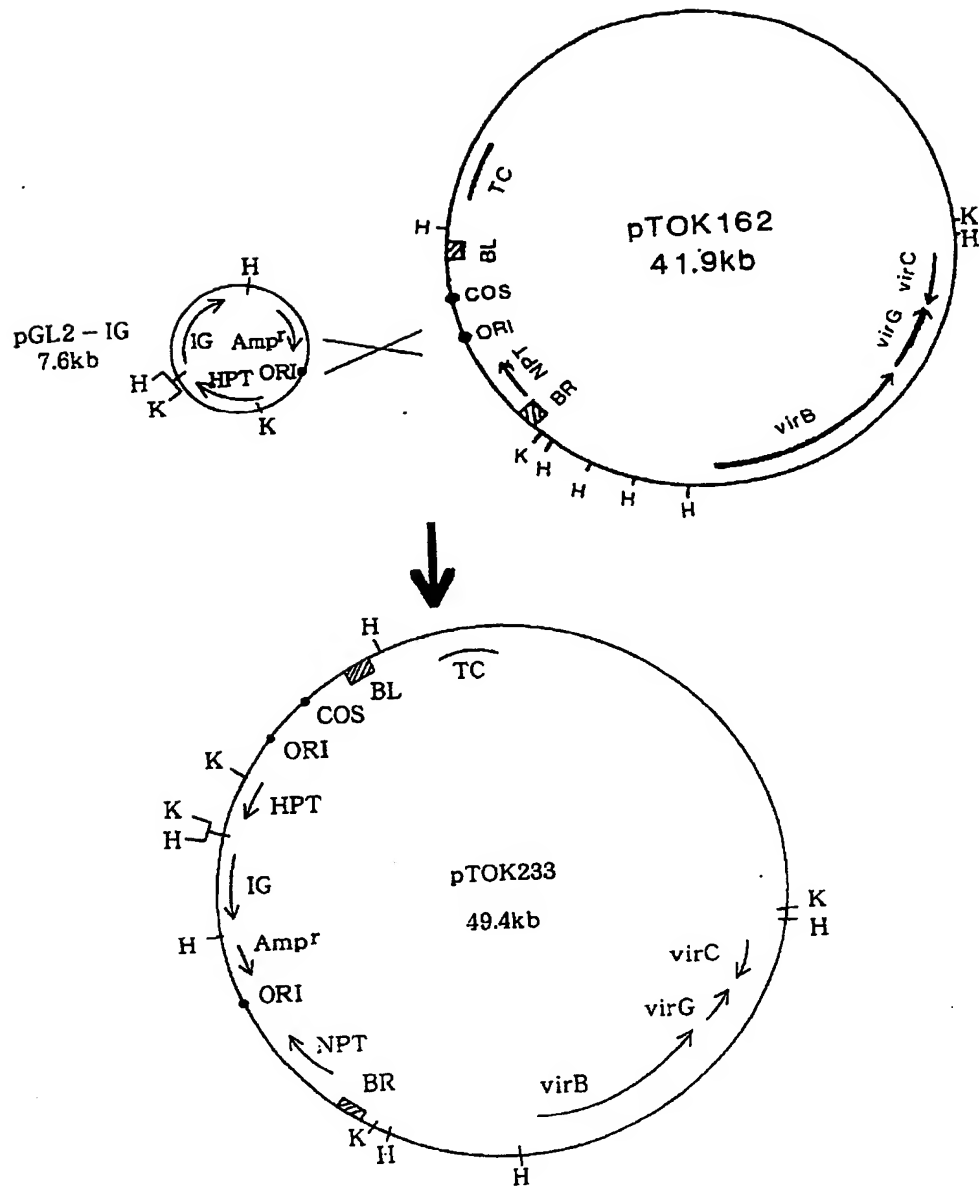 pTOK162
41.9kb
TC
H
BL
COS
ORI
NPT
BR
K
H
H
H
H
virB
virG
virC
K
H
pGL2-IG
7.6kb
H
IG
Ampr
HPT
ORI
H
K
K
H
TC
BL
COS
ORI
K
HPT
K
H
IG
pTOK233
49.4kb
H
Ampr
ORI
NPT
BR
K
H
H
virB
virG
virC
K
H